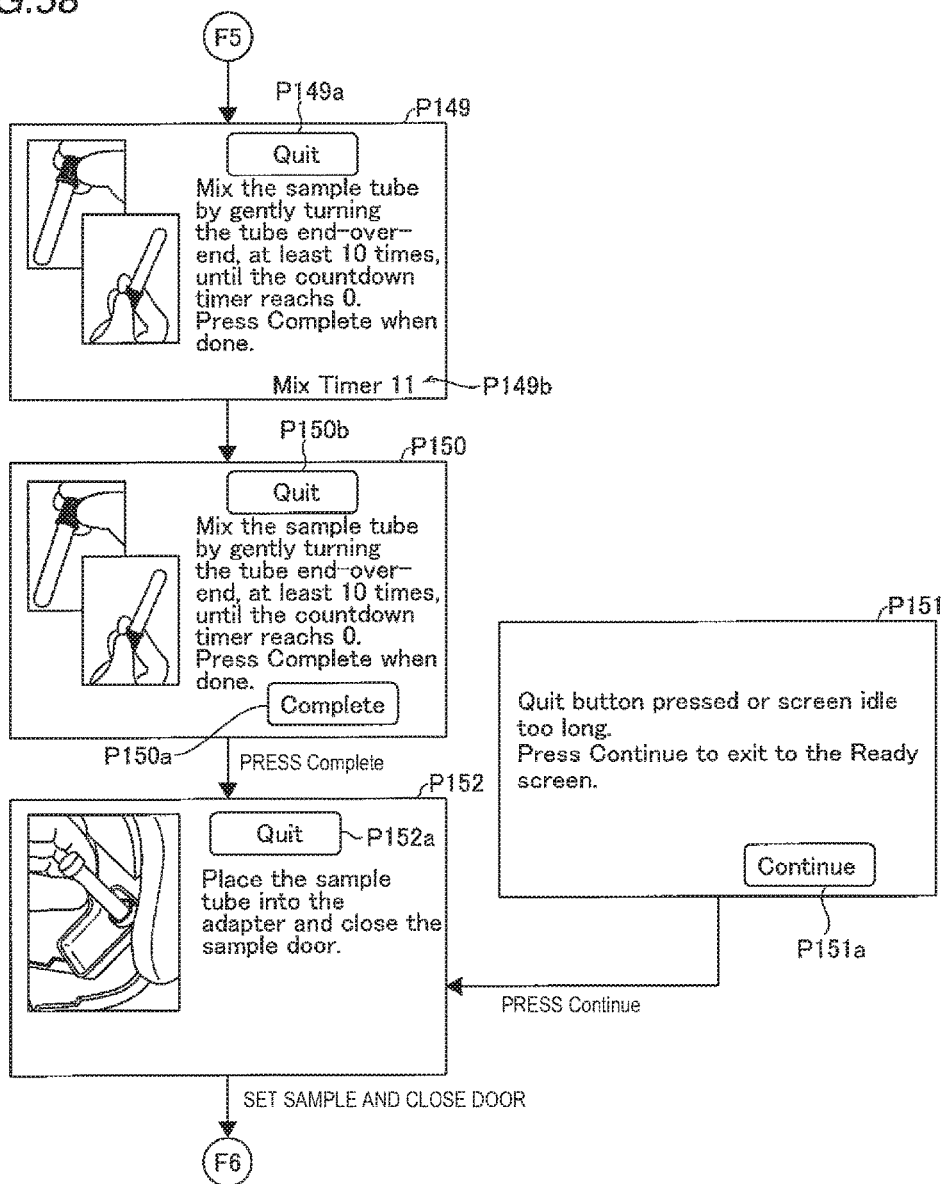 G.58
F5
P149a
P149
Quit
Mix the sample tube
by gently turning
the tube end-over-
end, at least 10 times,
until the countdown
timer reachs 0.
Press Complete when
done.
Mix Timer 11
P149b
P150b
P150
Quit
Mix the sample tube
by gently turning
the tube end-over-
end, at least 10 times,
until the countdown
timer reachs 0.
Press Complete when
done.
Complete
P150a
PRESS Complete
P151
Quit button pressed or screen idle
too long.
Press Continue to exit to the Ready
screen.
Continue
P151a
PRESS Continue
P152
Quit
P152a
Place the sample
tube into the
adapter and close the
sample door.
SET SAMPLE AND CLOSE DOOR
F6